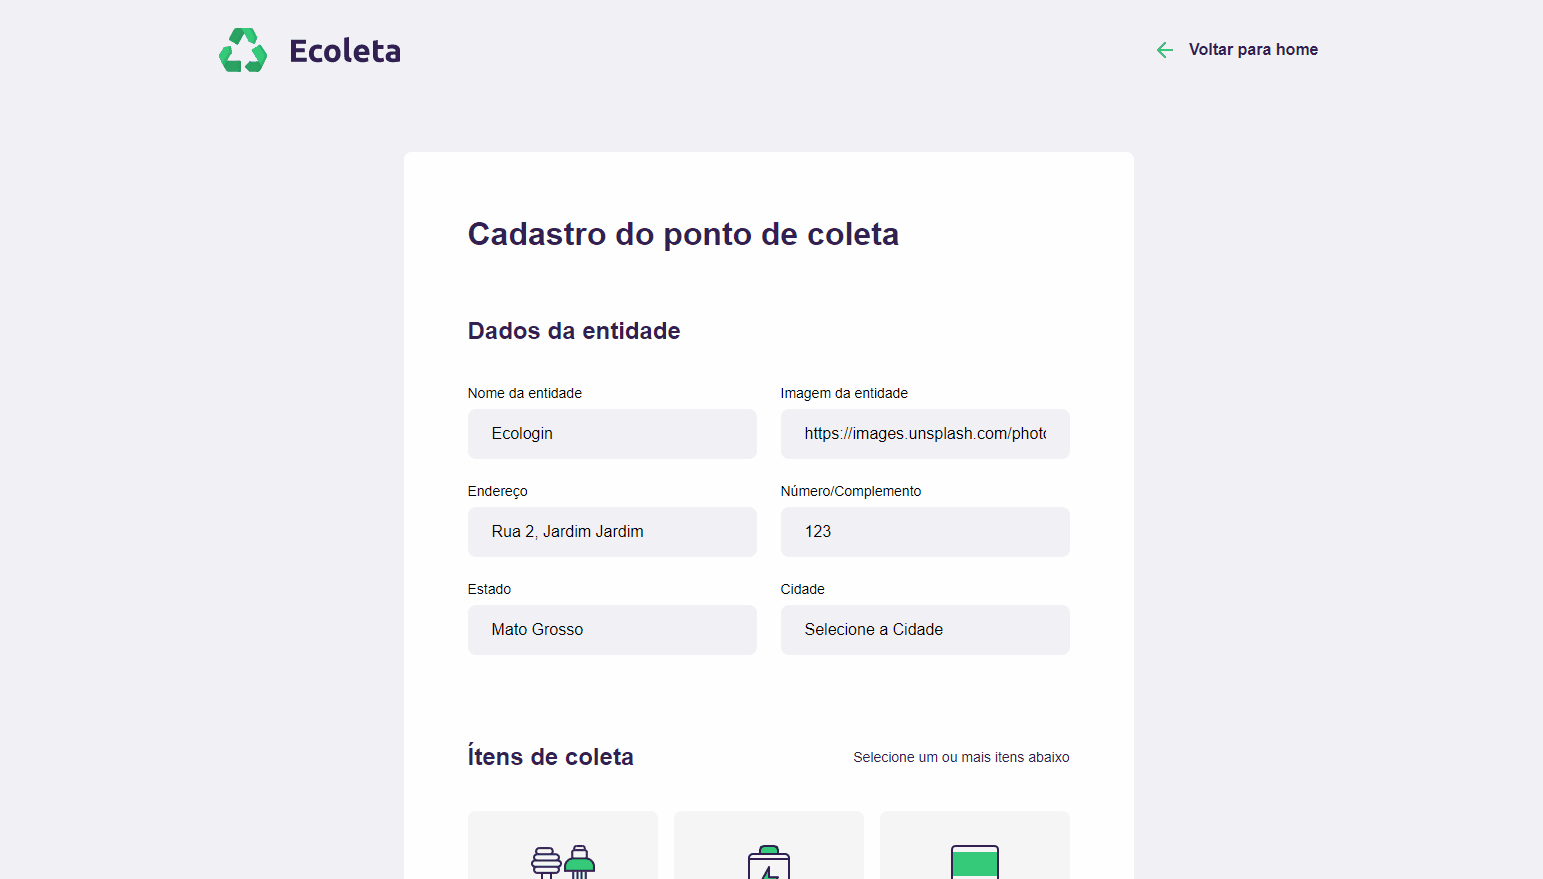 Ecoleta
Voltar para home
Cadastro do ponto de coleta
Dados da entidade
Nome da entidade
Imagem da entidade
Ecologin
https://images.unsplash.com/phot
Endereço
Número/Complemento
Rua 2, Jardim Jardim
123
Estado
Cidade
Mato Grosso
Selecione a Cidade
Ítens de coleta
Selecione um ou mais itens abaixo